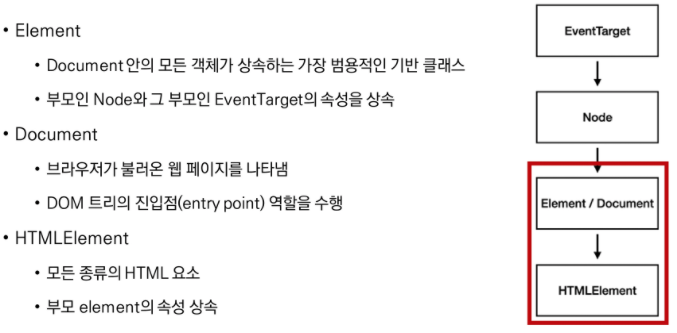 • Element
• Document 안의 모든 객체가 상속하는 가장 범용적인 기반 클래스
• 부모인 Node와 그 부모인 EventTarget의 속성을 상속
• Document
• 브라우저가 불러온 웹 페이지를 나타냄
• DOM 트리의 진입점(entry point) 역할을 수행
• HTMLElement
• 모든 종류의 HTML 요소
• 부모 element의 속성 상속
EventTarget
Node
Element / Document
HTMLElement